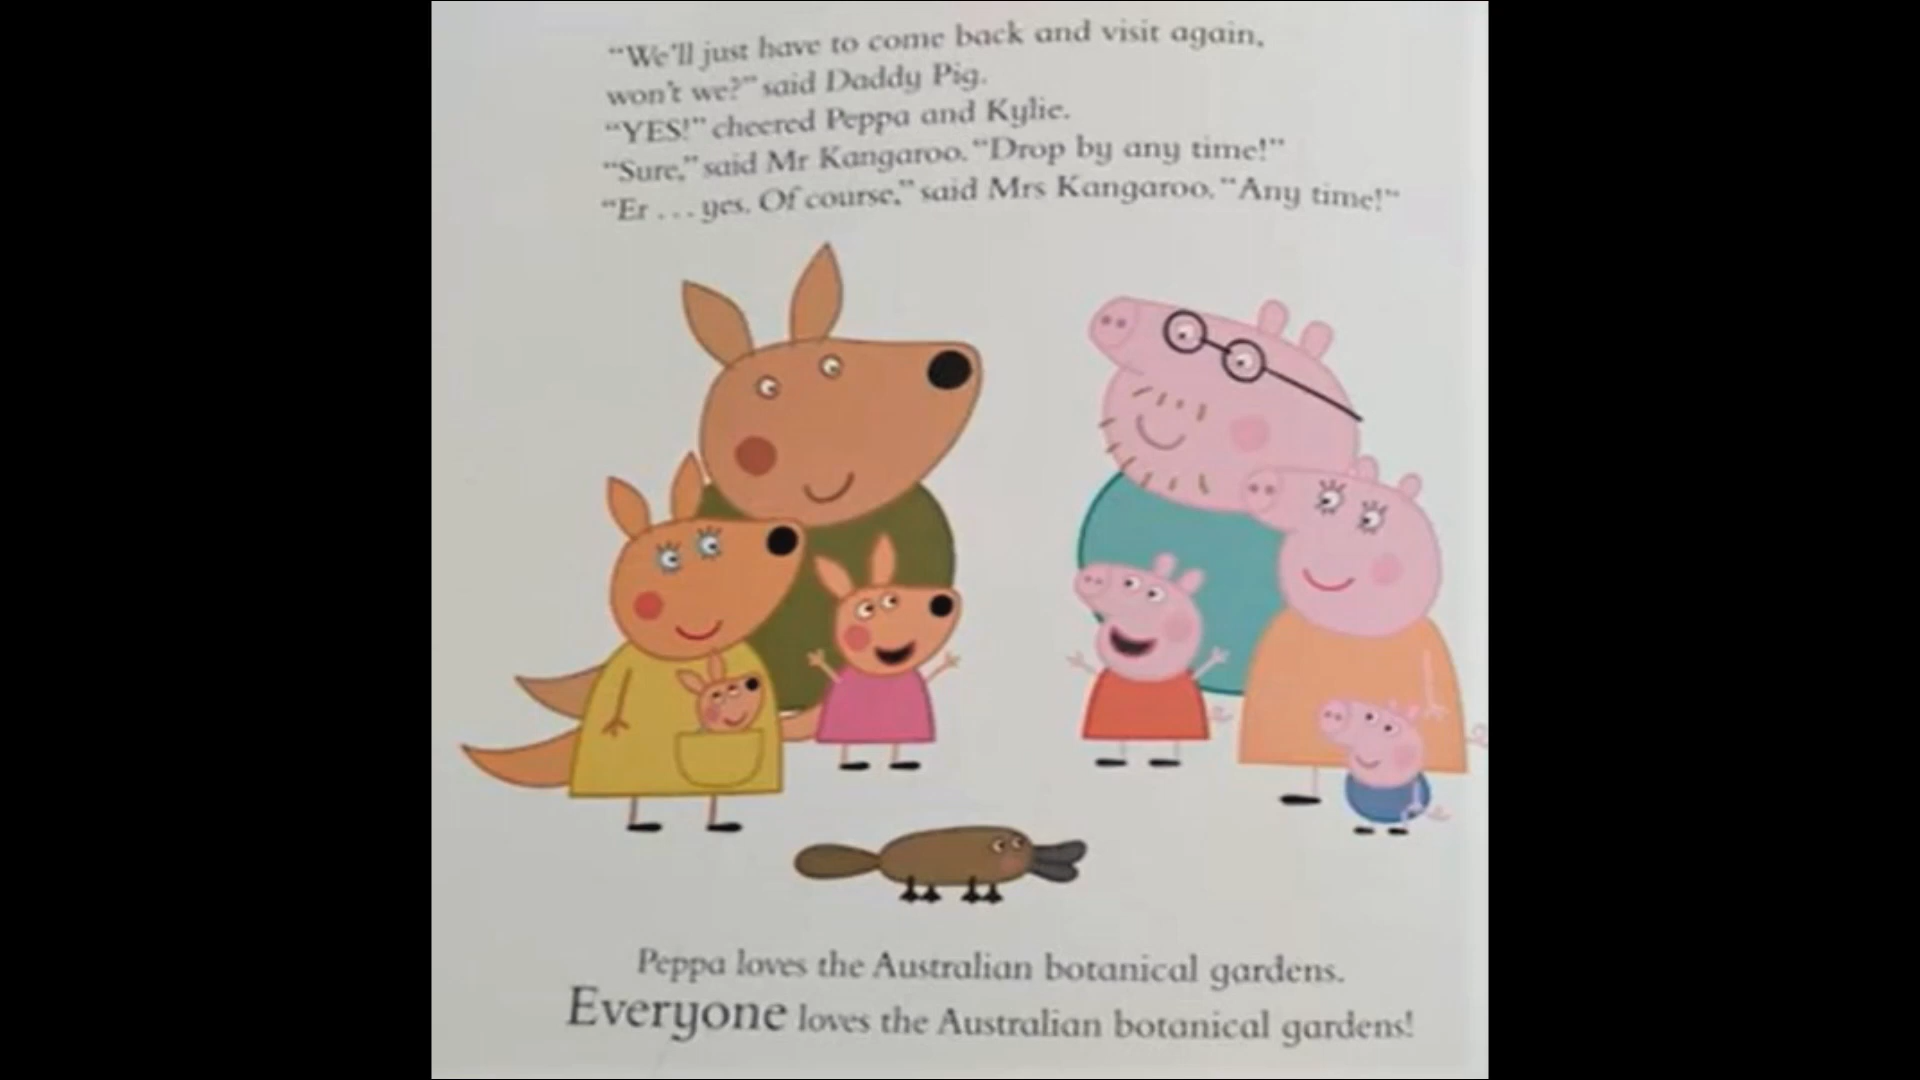 “We'll just have to come back and visit again,
won't we?” said Daddy Pig.
“YES!” cheered Peppa and Kylie.
“Sure,” said Mr Kangaroo. “Drop by any time!”
“Er . . . yes. Of course,” said Mrs Kangaroo. “Any time!”
Peppa loves the Australian botanical gardens.
Everyone loves the Australian botanical gardens!